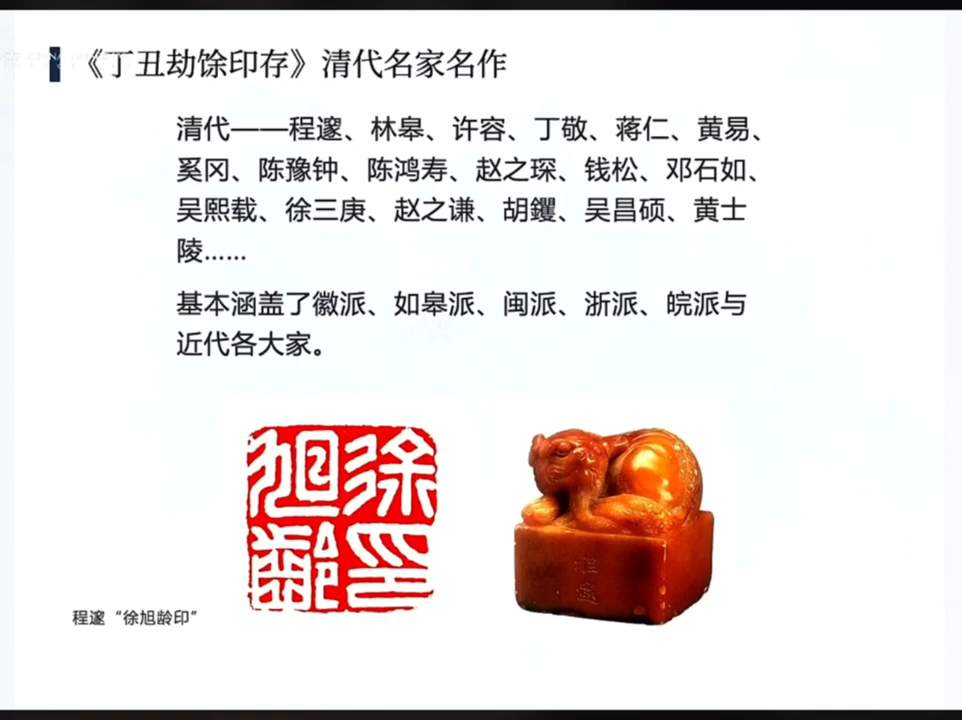 《丁丑劫馀印存》清代名家名作
清代——程邃、林皋、许容、丁敬、蒋仁、黄易、
奚冈、陈豫钟、陈鸿寿、赵之琛、钱松、邓石如、
吴熙载、徐三庚、赵之谦、胡钁、吴昌硕、黄士
陵……
基本涵盖了徽派、如皋派、闽派、浙派、皖派与
近代各大家。
徐旭龄印
程邃“徐旭龄印”